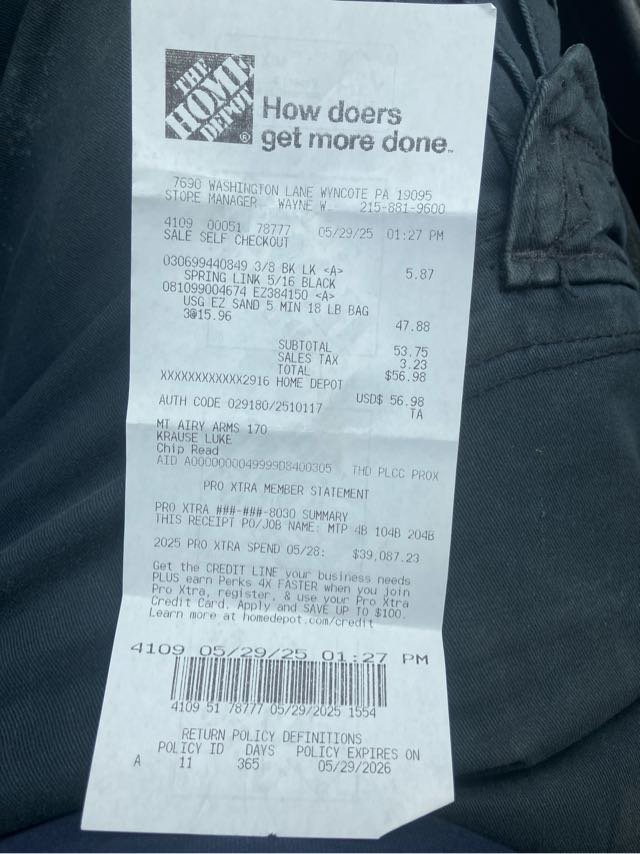 THE
HOME
DEPOT
How doers
get more done.
7690 WASHINGTON LANE WYNCOTE PA 19095
STORE MANAGER WAYNE W. 215-881-9600
4109 00051 78777 05/29/25 01:27 PM
SALE SELF CHECKOUT
030699440849 3/8 BK LK <A> 5.87
SPRING LINK 5/16 BLACK
081099004674 EZ384150 <A>
USG EZ SAND 5 MIN 18 LB BAG
3@15.96 47.88
SUBTOTAL 53.75
SALES TAX 3.23
TOTAL $56.98
XXXXXXXXXXXX2916 HOME DEPOT
USD$ 56.98
AUTH CODE 029180/2510117 TA
MT AIRY ARMS 170
KRAUSE LUKE
Chip Read
AID A0000000049999D8400305 THD PLCC PROX
PRO XTRA MEMBER STATEMENT
PRO XTRA ###-###-8030 SUMMARY
THIS RECEIPT PO/JOB NAME: MTP 4B 104B 204B
2025 PRO XTRA SPEND 05/28: $39,087.23
Get the CREDIT LINE your business needs
PLUS earn Perks 4X FASTER when you join
Pro Xtra, register, & use your Pro Xtra
Credit Card. Apply and SAVE UP TO $100.
Learn more at homedepot.com/credit
4109 05/29/25 01:27 PM
4109 51 78777 05/29/2025 1554
RETURN POLICY DEFINITIONS
POLICY ID DAYS POLICY EXPIRES ON
A 11 365 05/29/2026